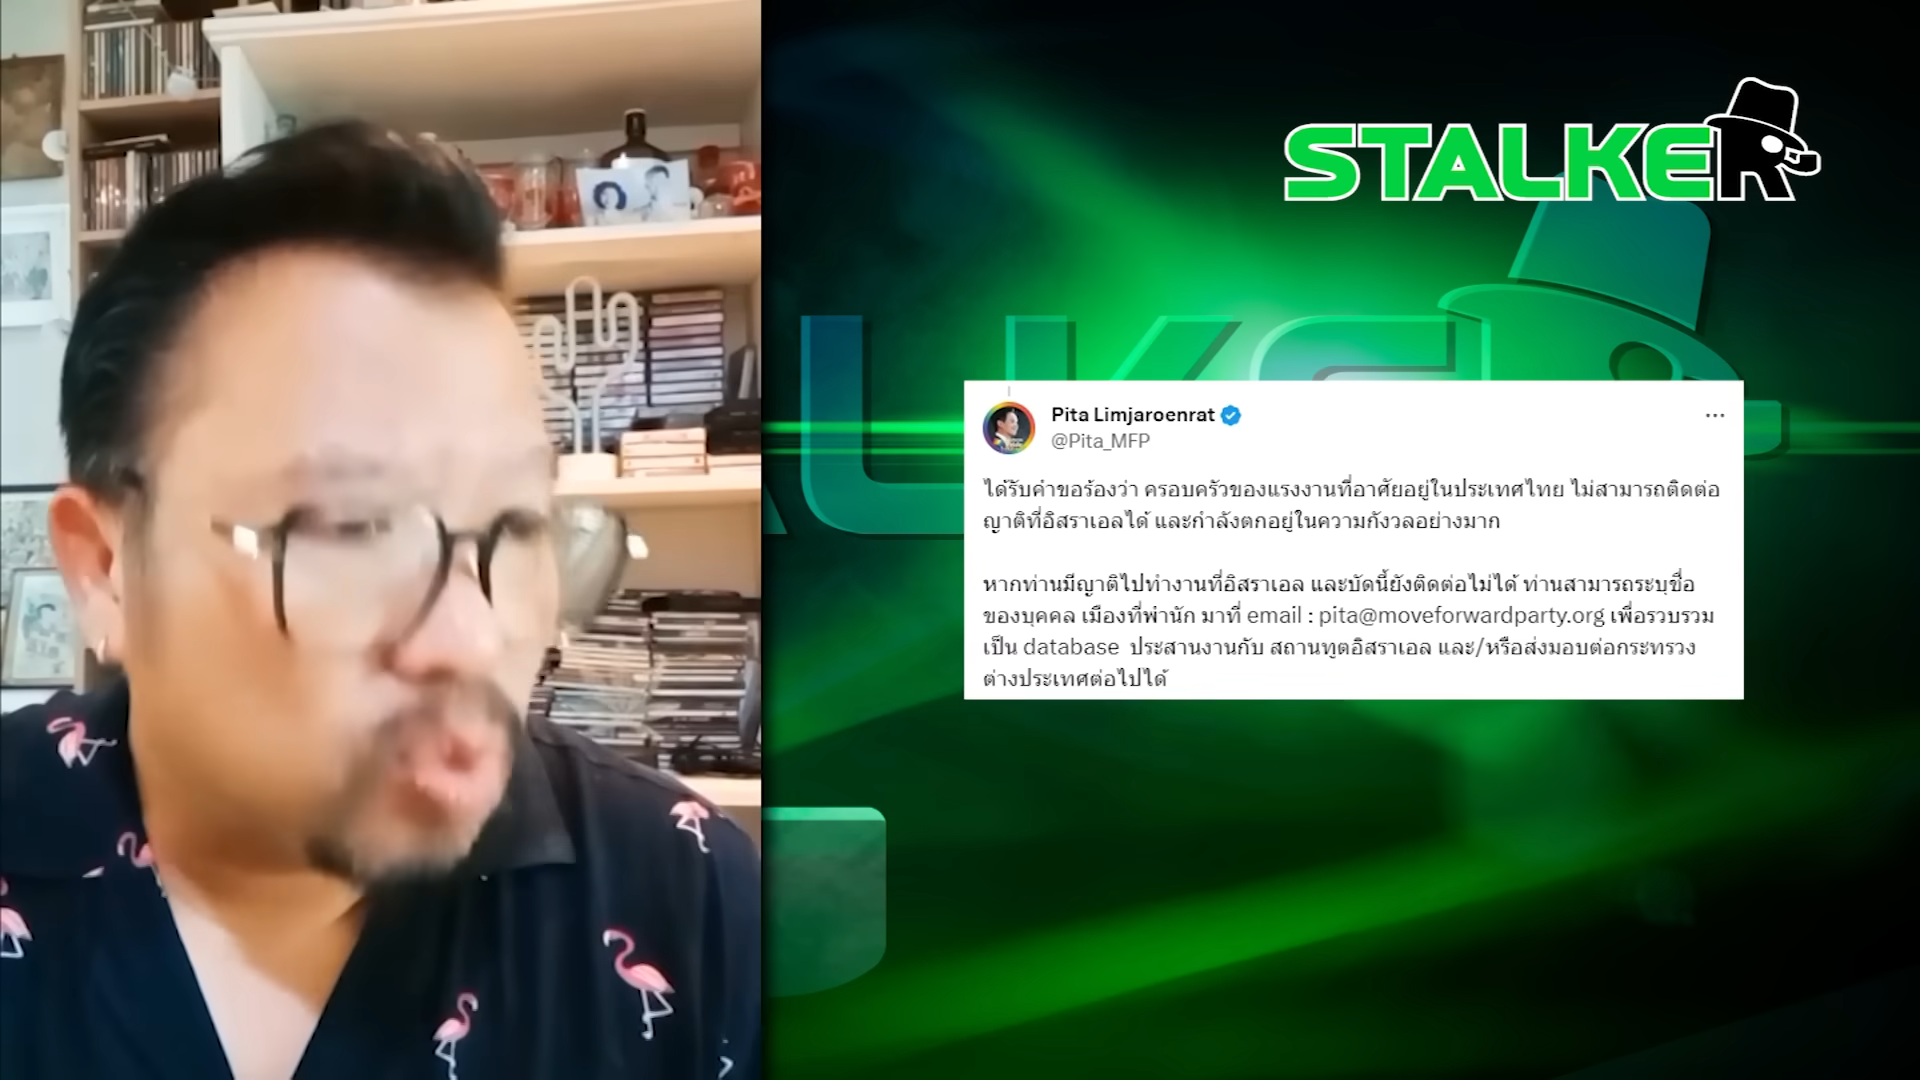 STALKER
Pita Limjaroenrat
@Pita_MFP
ได้รับคำขอร้องว่า ครอบครัวของแรงงานที่อาศัยอยู่ในประเทศไทย ไม่สามารถติดต่อ
ญาติที่อิสราเอลได้ และกำลังตกอยู่ในความกังวลอย่างมาก
หากท่านมีญาติไปทำงานที่อิสราเอล และบัดนี้ยังติดต่อไม่ได้ ท่านสามารถระบุชื่อ
ของบุคคล เมืองที่พำนัก มาที่ email : pita@moveforwardparty.org เพื่อรวบรวม
เป็น database ประสานงานกับ สถานทูตอิสราเอล และ/หรือส่งมอบต่อกระทรวง
ต่างประเทศต่อไปได้